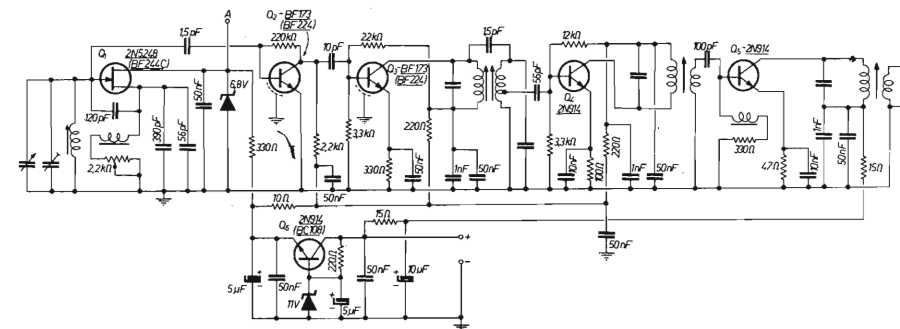 A
Q2-BF173
(BF224)
1,5pF
220kΩ
Q1
2N5248
(BF244C)
10pF
22kΩ
Q3-BF173
(BF224)
1,5pF
12kΩ
100pF
Q5-2N914
6,8V
50nF
120pF
390pF
56pF
2,2kΩ
330Ω
2,2kΩ
50nF
3,3kΩ
330Ω
50nF
220Ω
1nF
50nF
56pF
Q4
2N914
3,3kΩ
10nF
100Ω
220Ω
1nF
50nF
330Ω
47Ω
10nF
1nF
50nF
15Ω
10Ω
15Ω
50nF
Q6
2N914
(BC108)
220Ω
50nF
10µF
+
-
5µF
+
-
50nF
11V
+
-
5µF
+
-